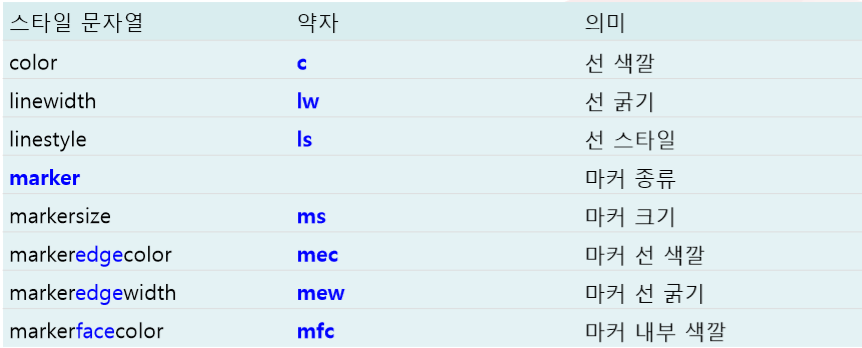 스타일 문자열 약자 의미
color c 선 색깔
linewidth lw 선 굵기
linestyle ls 선 스타일
marker 마커 종류
markersize ms 마커 크기
markeredgecolor mec 마커 선 색깔
markeredgewidth mew 마커 선 굵기
markerfacecolor mfc 마커 내부 색깔